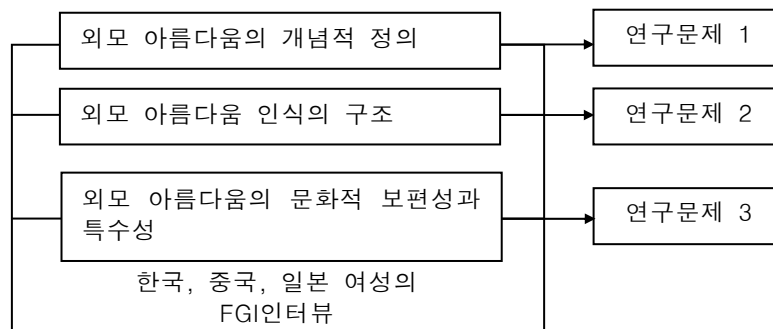 외모 아름다움의 개념적 정의
연구문제 1
외모 아름다움 인식의 구조
연구문제 2
외모 아름다움의 문화적 보편성과
특수성
연구문제 3
한국, 중국, 일본 여성의
FGI인터뷰